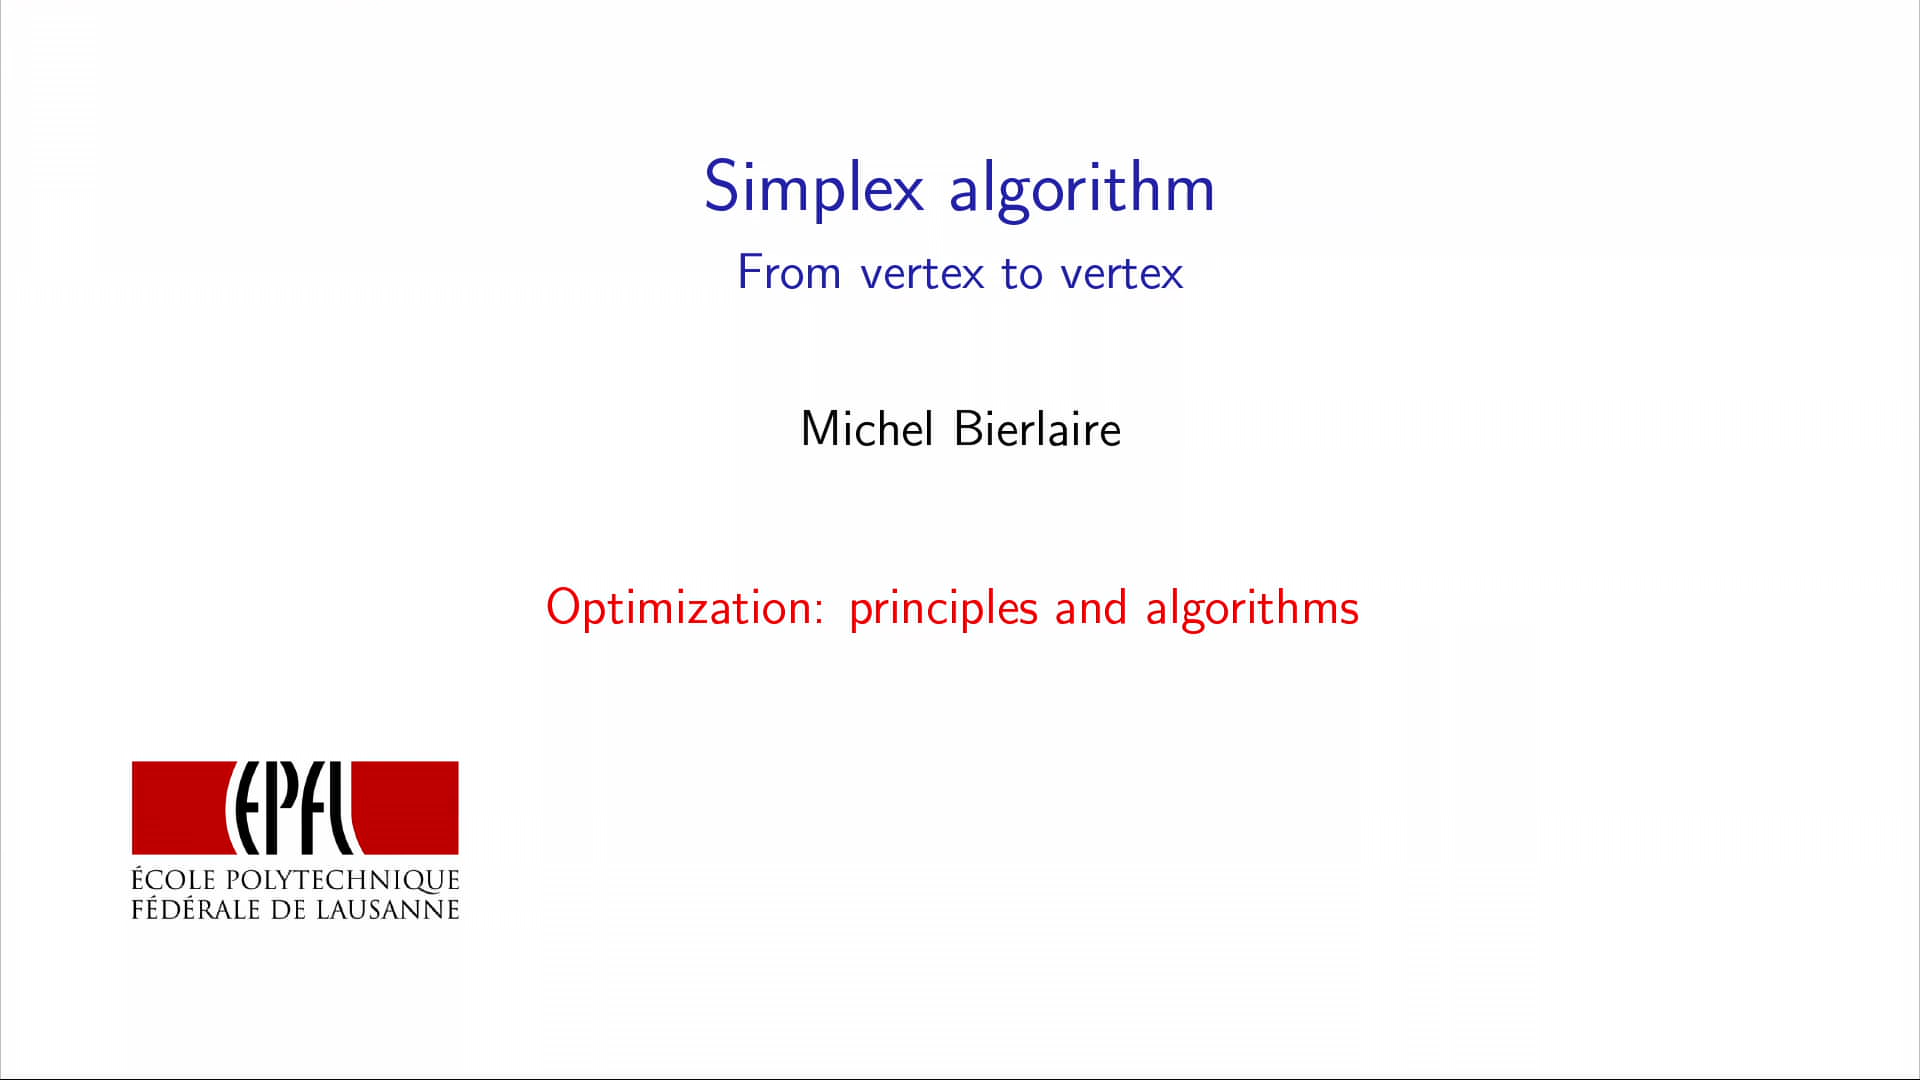 Simplex algorithm
From vertex to vertex
Michel Bierlaire
Optimization: principles and algorithms
EPFL
ÉCOLE POLYTECHNIQUE
FÉDÉRALE DE LAUSANNE